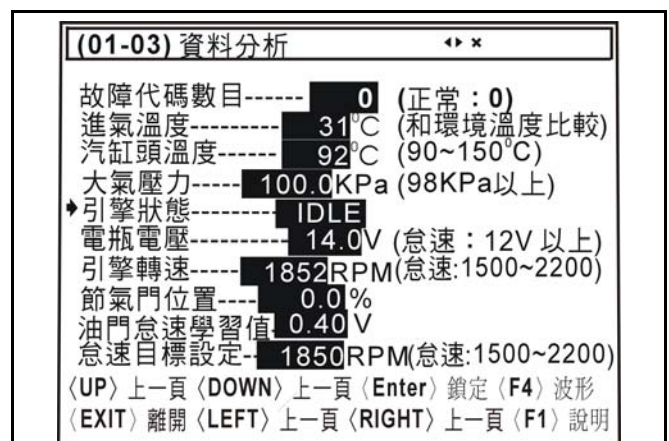 (01-03) 資料分析
故障代碼數目------ 0 (正常：0)
進氣溫度--------- 31°C (和環境溫度比較)
汽缸頭溫度------- 92°C (90~150°C)
大氣壓力----- 100.0KPa (98KPa以上)
引擎狀態--------- IDLE
電瓶電壓--------- 14.0V (怠速：12V 以上)
引擎轉速----- 1852RPM(怠速:1500~2200)
節氣門位置---- 0.0 %
油門怠速學習值- 0.40 V
怠速目標設定-- 1850RPM(怠速:1500~2200)
〈UP〉上一頁〈DOWN〉上一頁〈Enter〉鎖定〈F4〉波形
〈EXIT〉離開〈LEFT〉上一頁〈RIGHT〉上一頁〈F1〉說明